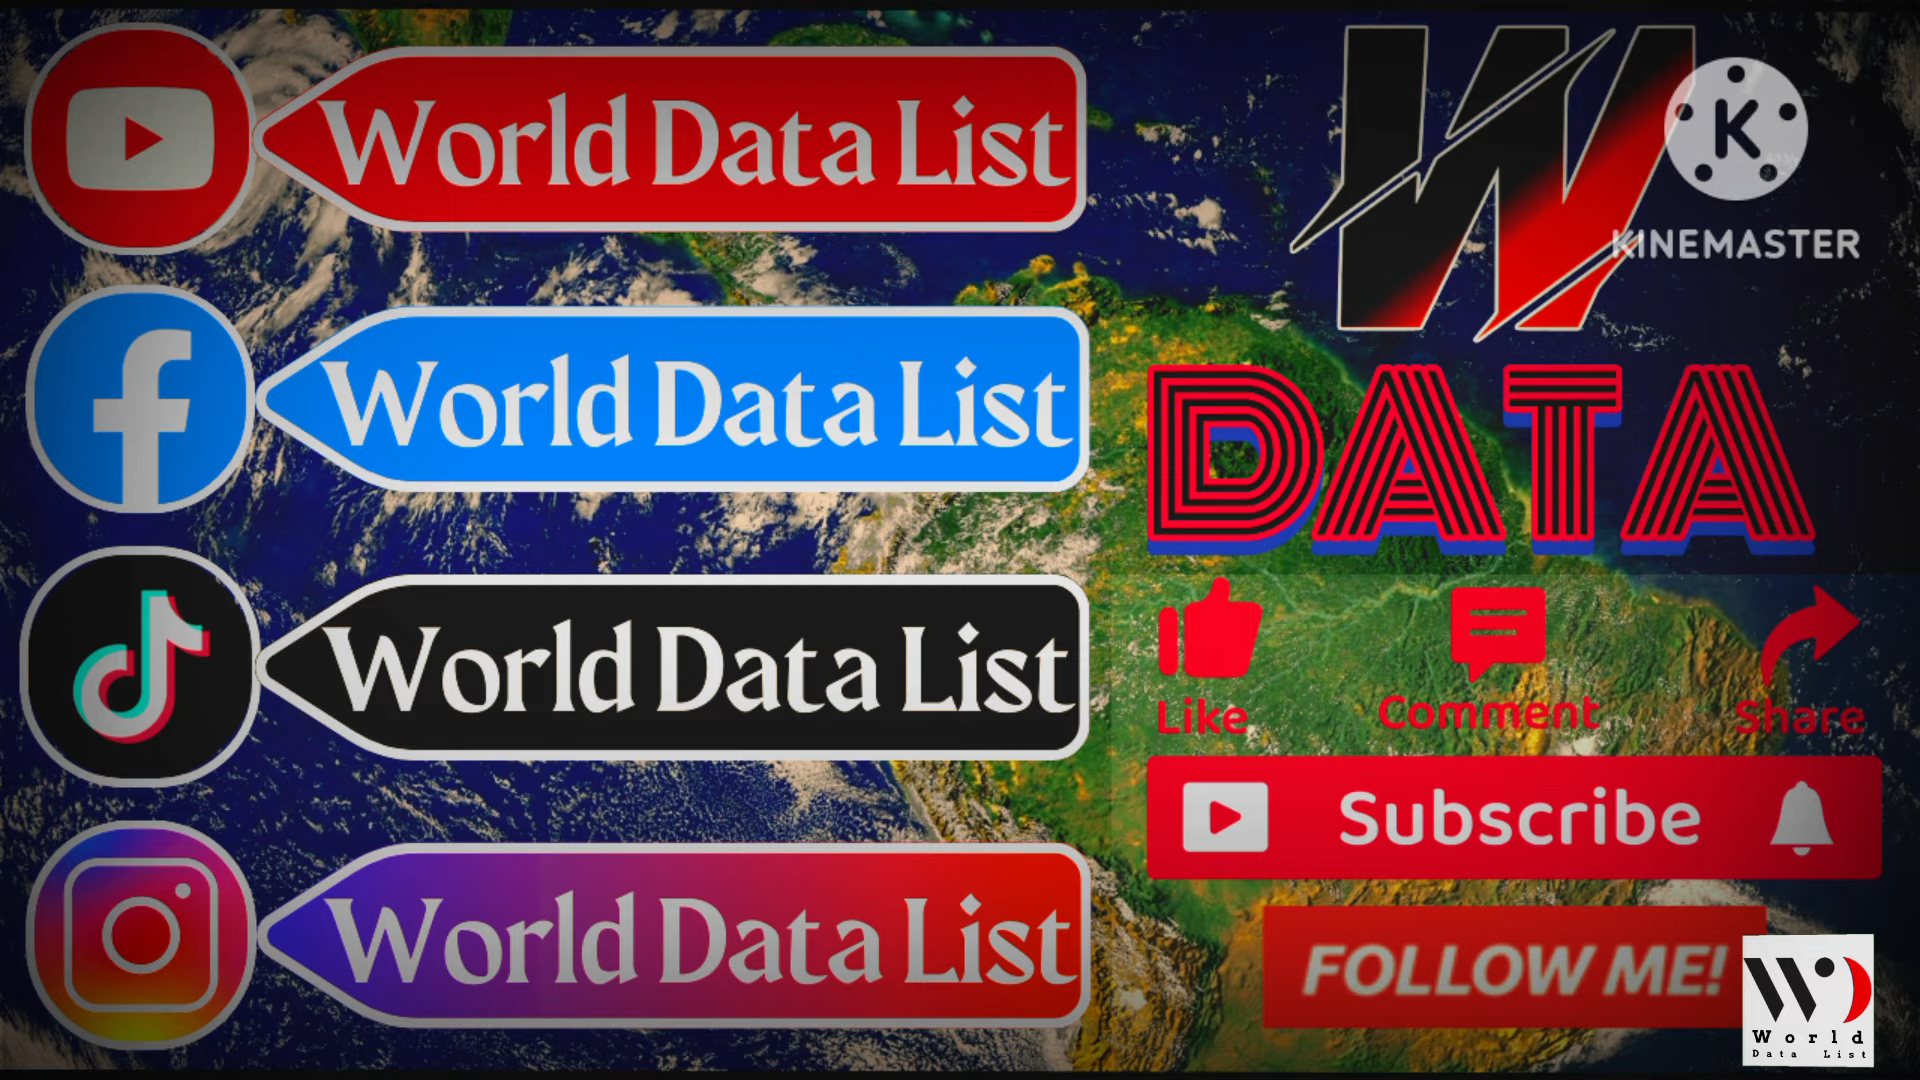 World Data List
World Data List
World Data List
World Data List
W
K
KINEMASTER
DATA
Like
Comment
Share
Subscribe
FOLLOW ME!
WD
World
Data List